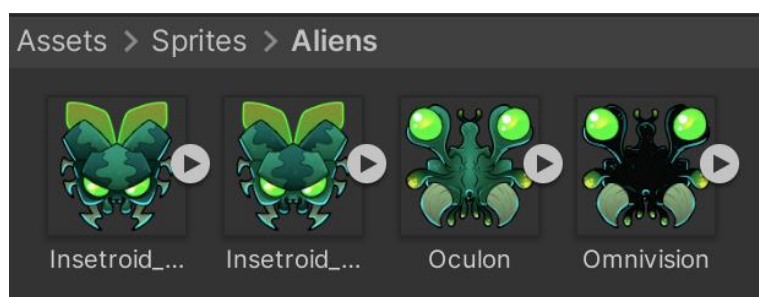 Assets > Sprites > Aliens
Insetroid_... Insetroid_... Oculon Omnivision